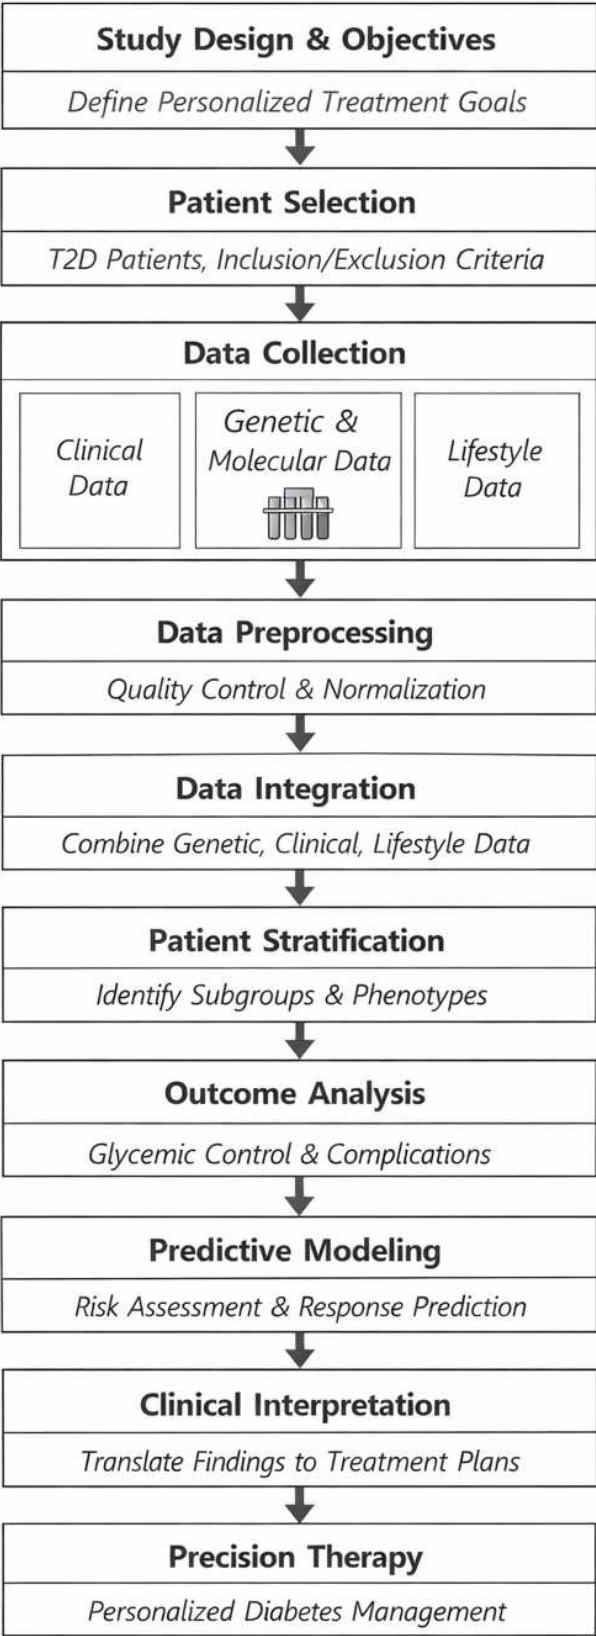 Study Design & Objectives
Define Personalized Treatment Goals
Patient Selection
T2D Patients, Inclusion/Exclusion Criteria
Data Collection
Clinical
Data
Genetic &
Molecular Data
Lifestyle
Data
Data Preprocessing
Quality Control & Normalization
Data Integration
Combine Genetic, Clinical, Lifestyle Data
Patient Stratification
Identify Subgroups & Phenotypes
Outcome Analysis
Glycemic Control & Complications
Predictive Modeling
Risk Assessment & Response Prediction
Clinical Interpretation
Translate Findings to Treatment Plans
Precision Therapy
Personalized Diabetes Management